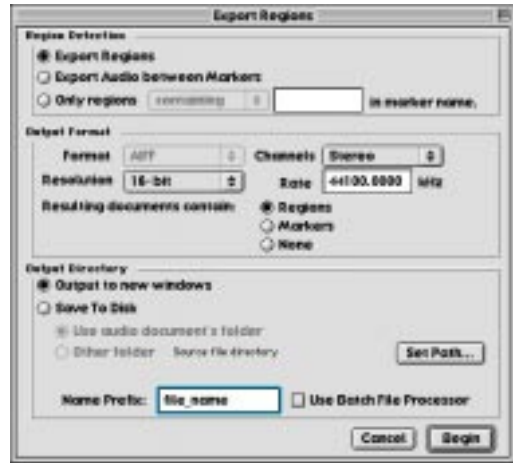 Export Regions
Region Detection
Export Regions
Export Audio between Markers
Only regions containing in marker name.
Output Format
Format AIFF Channels Stereo
Resolution 16-bit Rate 44100.0000 kHz
Resulting documents contain: Regions
Markers
None
Output Directory
Output to new windows
Save To Disk
Use audio document's folder
Other folder Source file directory Set Path...
Name Prefix: file_name Use Batch File Processor
Cancel Begin